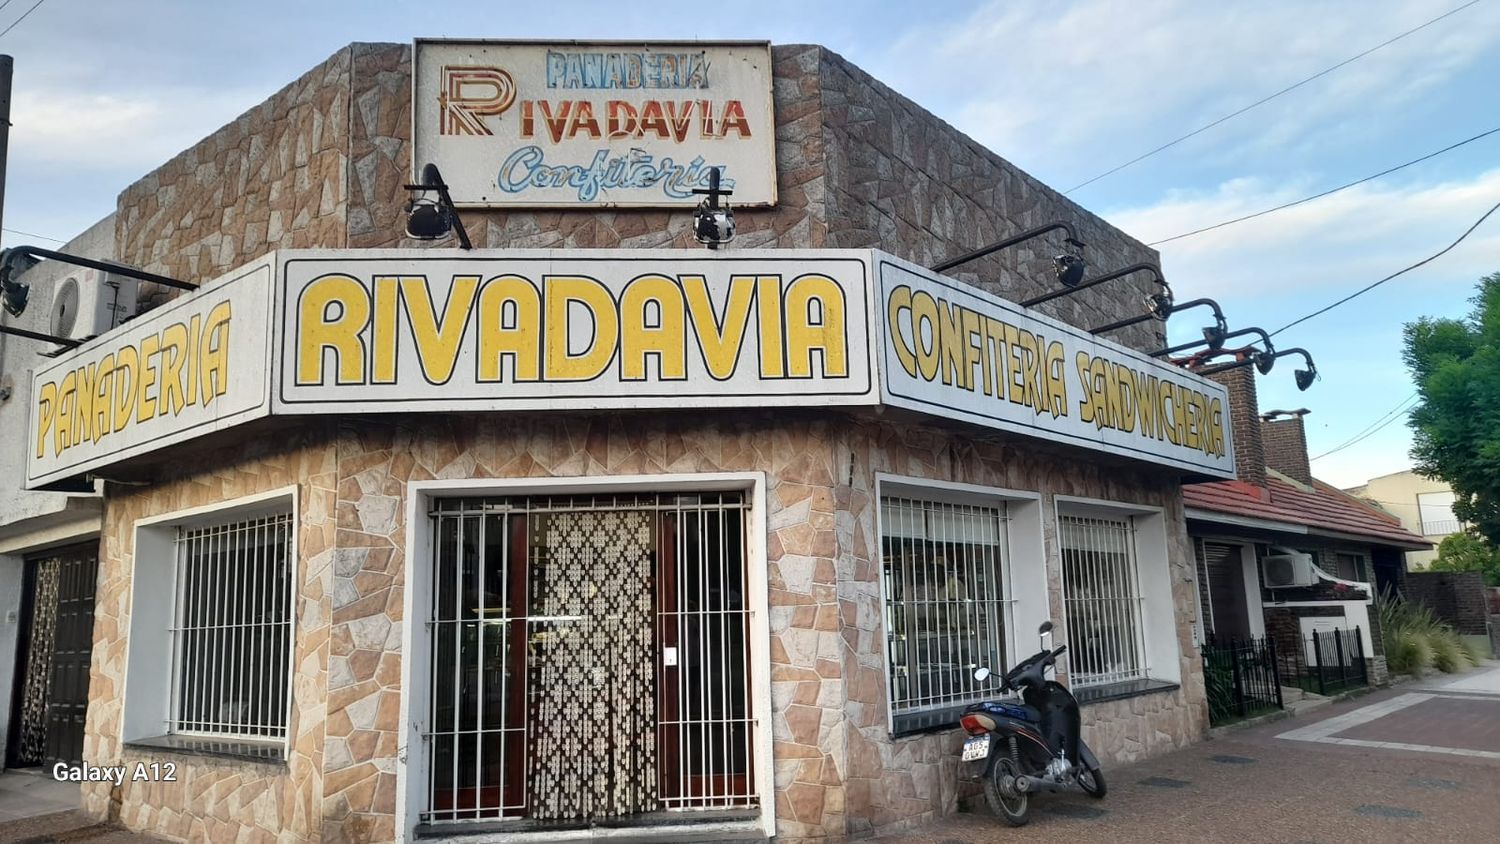 PANADERIA
RIVADAVIA
Confiteria
PANADERIA
RIVADAVIA
CONFITERIA SANDWICHERIA
Galaxy A12